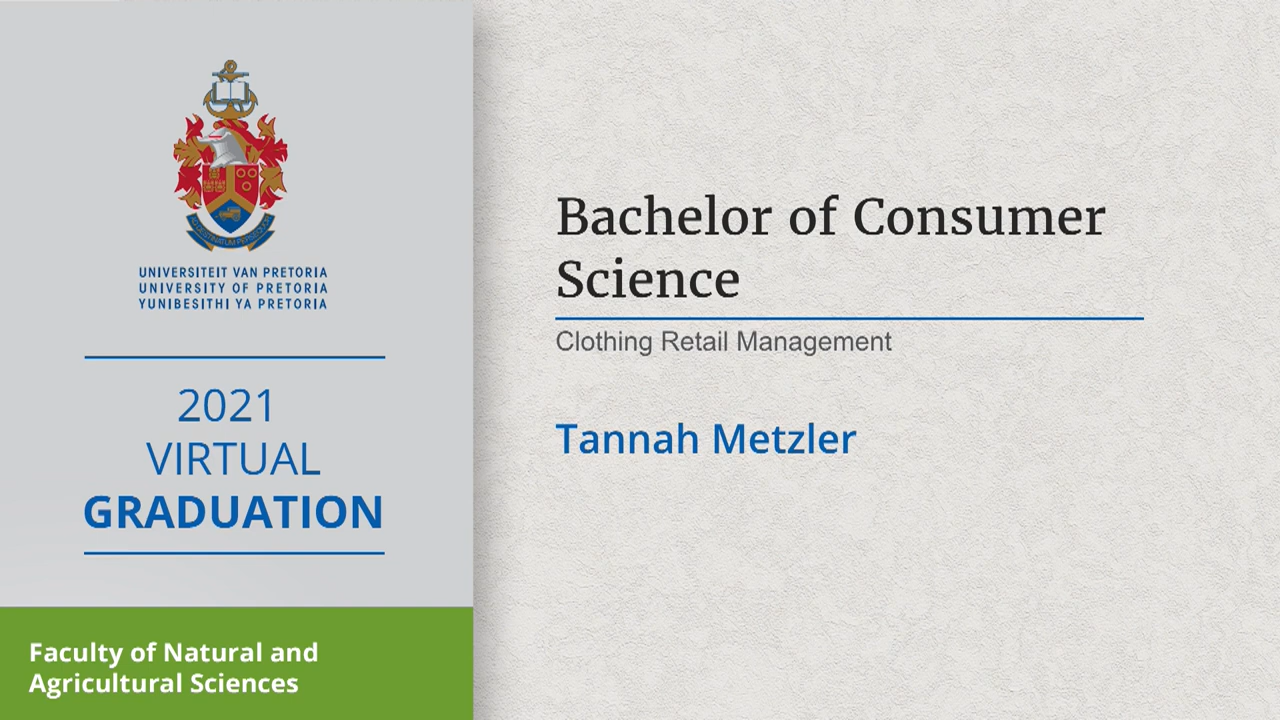 UNIVERSITEIT VAN PRETORIA
UNIVERSITY OF PRETORIA
YUNIBESITHI YA PRETORIA
2021
VIRTUAL
GRADUATION
Faculty of Natural and
Agricultural Sciences
Bachelor of Consumer
Science
Clothing Retail Management
Tannah Metzler